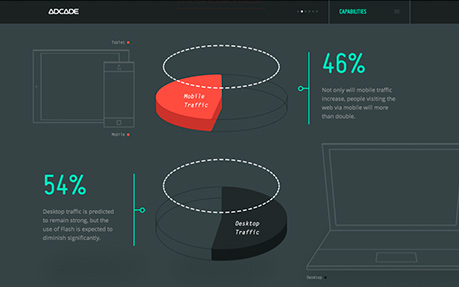 ADCADE
CAPABILITIES
Tablet
Mobile
Traffic
46%
Not only will mobile traffic
increase, people visiting the
web via mobile will more
than double.
Mobile
54%
Desktop traffic is predicted
to remain strong, but the
use of Flash is expected to
diminish significantly.
Desktop
Traffic
Desktop